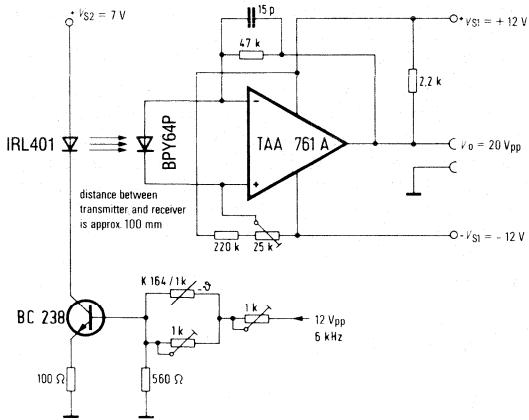 + VS2 = 7 V
15 p
47 k
+ VS1 = + 12 V
2,2 k
IRL401
BPY64P
−
TAA 761 A
+
Vo = 20 Vpp
distance between
transmitter and receiver
is approx. 100 mm
220 k
25 k
- VS1 = - 12 V
K 164 / 1 k
-ϑ
BC 238
1 k
1 k
12 Vpp
6 kHz
100 Ω
560 Ω